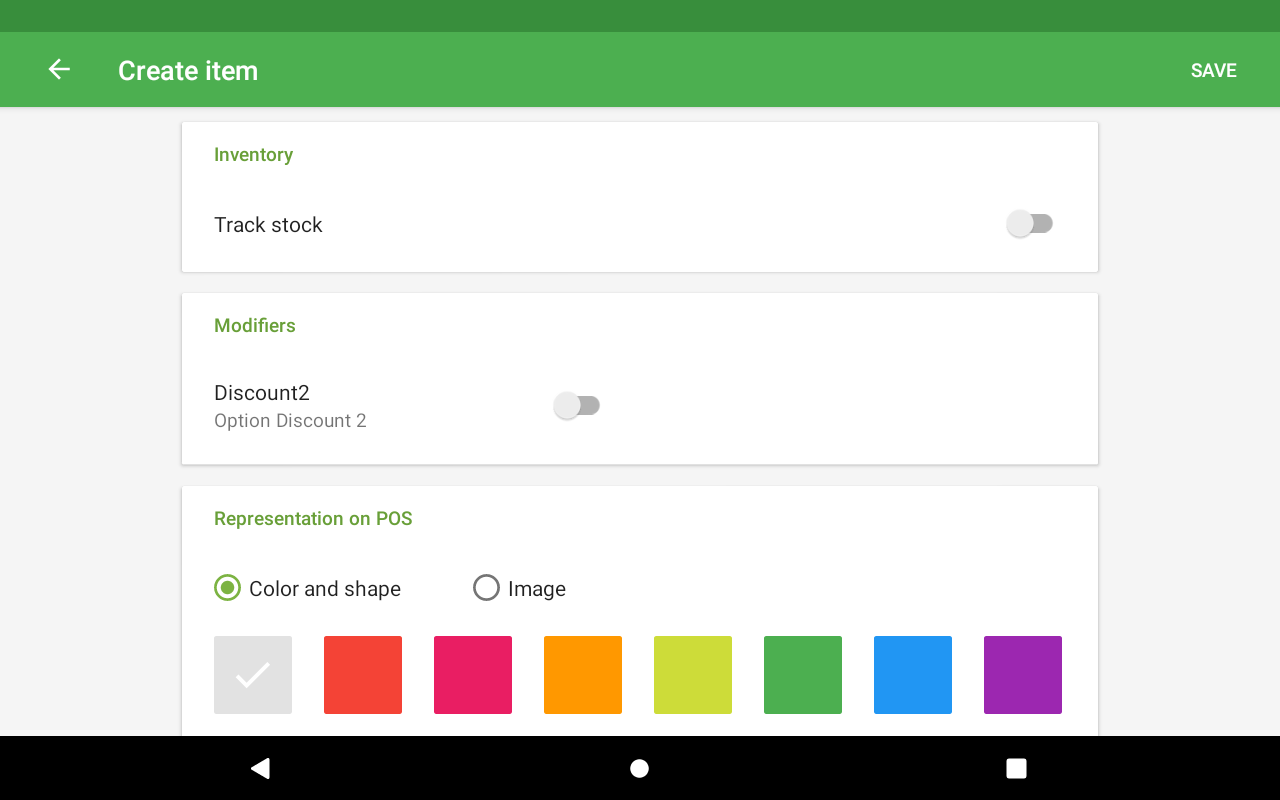 Create item
SAVE
Inventory
Track stock
Modifiers
Discount2
Option Discount 2
Representation on POS
Color and shape
Image